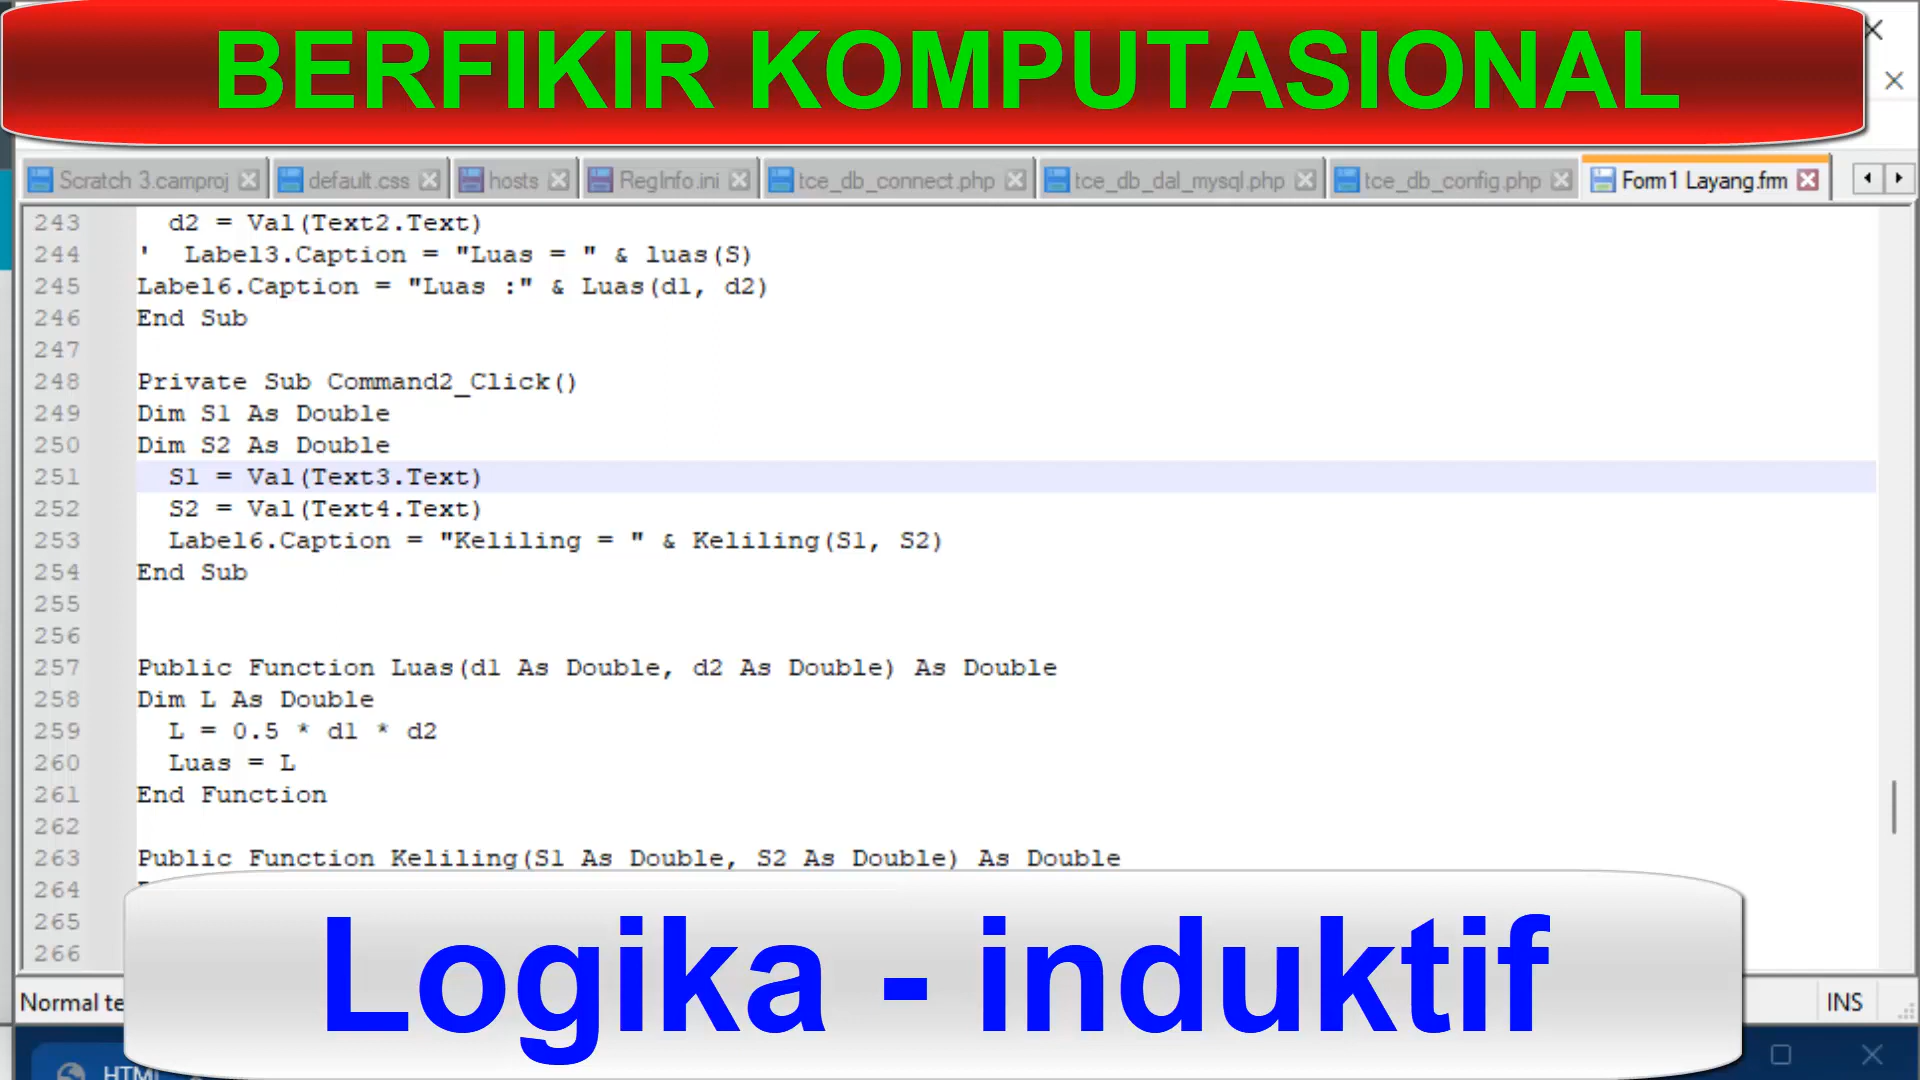 BERFIKIR KOMPUTASIONAL
Scratch 3.camproj default.css hosts RegInfo.ini tce_db_connect.php tce_db_dal_mysql.php tce_db_config.php Form1 Layang.frm
243 d2 = Val(Text2.Text)
244 ' Label3.Caption = "Luas = " & luas(S)
245 Label6.Caption = "Luas :" & Luas(d1, d2)
246 End Sub
247
248 Private Sub Command2_Click()
249 Dim S1 As Double
250 Dim S2 As Double
251 S1 = Val(Text3.Text)
252 S2 = Val(Text4.Text)
253 Label6.Caption = "Keliling = " & Keliling(S1, S2)
254 End Sub
255
256
257 Public Function Luas(d1 As Double, d2 As Double) As Double
258 Dim L As Double
259 L = 0.5 * d1 * d2
260 Luas = L
261 End Function
262
263 Public Function Keliling(S1 As Double, S2 As Double) As Double
264
265
266
Logika - induktif
Normal te
INS
HTML